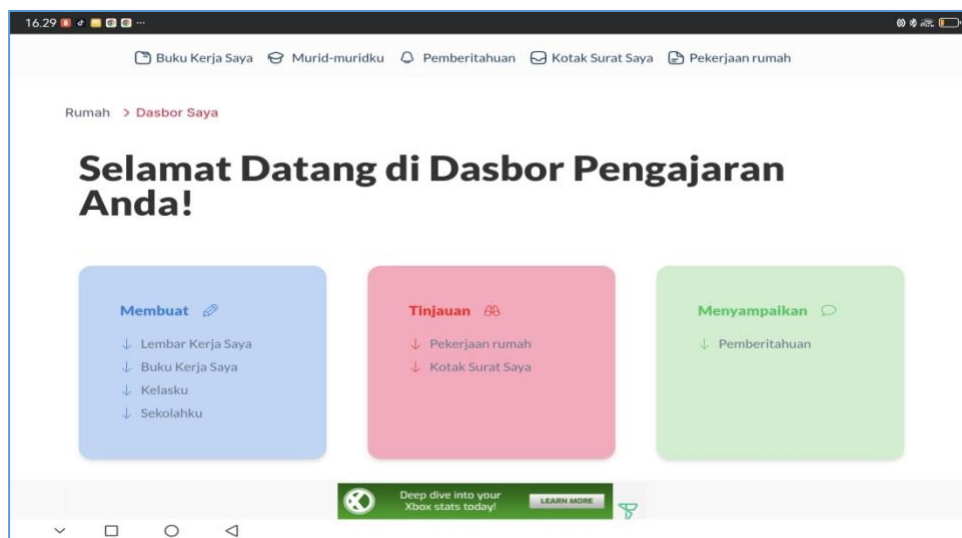 16.29
Buku Kerja Saya Murid-muridku Pemberitahuan Kotak Surat Saya Pekerjaan rumah
Rumah > Dasbor Saya
Selamat Datang di Dasbor Pengajaran
Anda!
Membuat
↓ Lembar Kerja Saya
↓ Buku Kerja Saya
↓ Kelasku
↓ Sekolahku
Tinjauan
↓ Pekerjaan rumah
↓ Kotak Surat Saya
Menyampaikan
↓ Pemberitahuan
Deep dive into your
Xbox stats today!
LEARN MORE